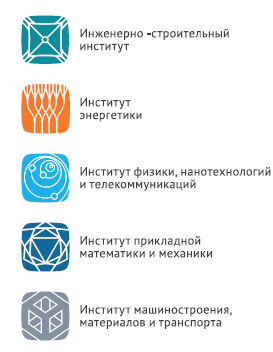 Инженерно -строительный
институт
Институт
энергетики
Институт физики, нанотехнологий
и телекоммуникаций
Институт прикладной
математики и механики
Институт машиностроения,
материалов и транспорта